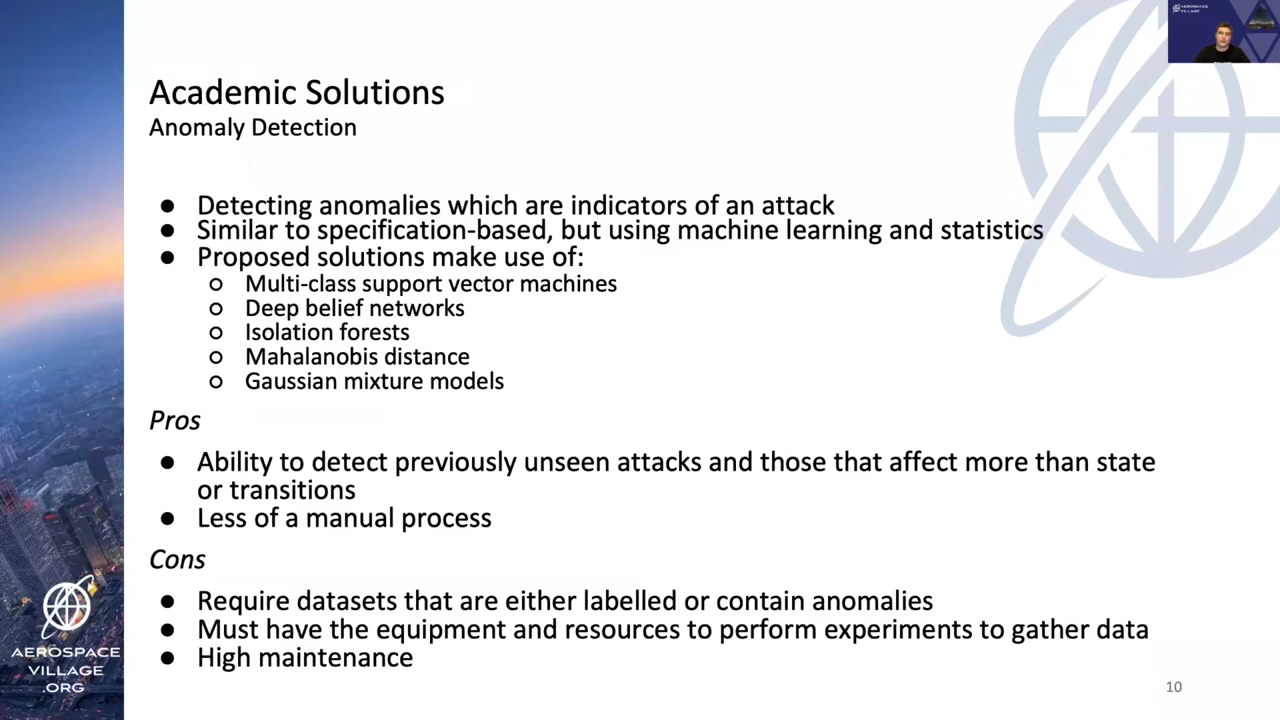 AEROSPACE
VILLAGE
Academic Solutions
Anomaly Detection
● Detecting anomalies which are indicators of an attack
● Similar to specification-based, but using machine learning and statistics
● Proposed solutions make use of:
○ Multi-class support vector machines
○ Deep belief networks
○ Isolation forests
○ Mahalanobis distance
○ Gaussian mixture models
Pros
● Ability to detect previously unseen attacks and those that affect more than state
or transitions
● Less of a manual process
Cons
● Require datasets that are either labelled or contain anomalies
● Must have the equipment and resources to perform experiments to gather data
● High maintenance
AEROSPACE
VILLAGE
.ORG
10